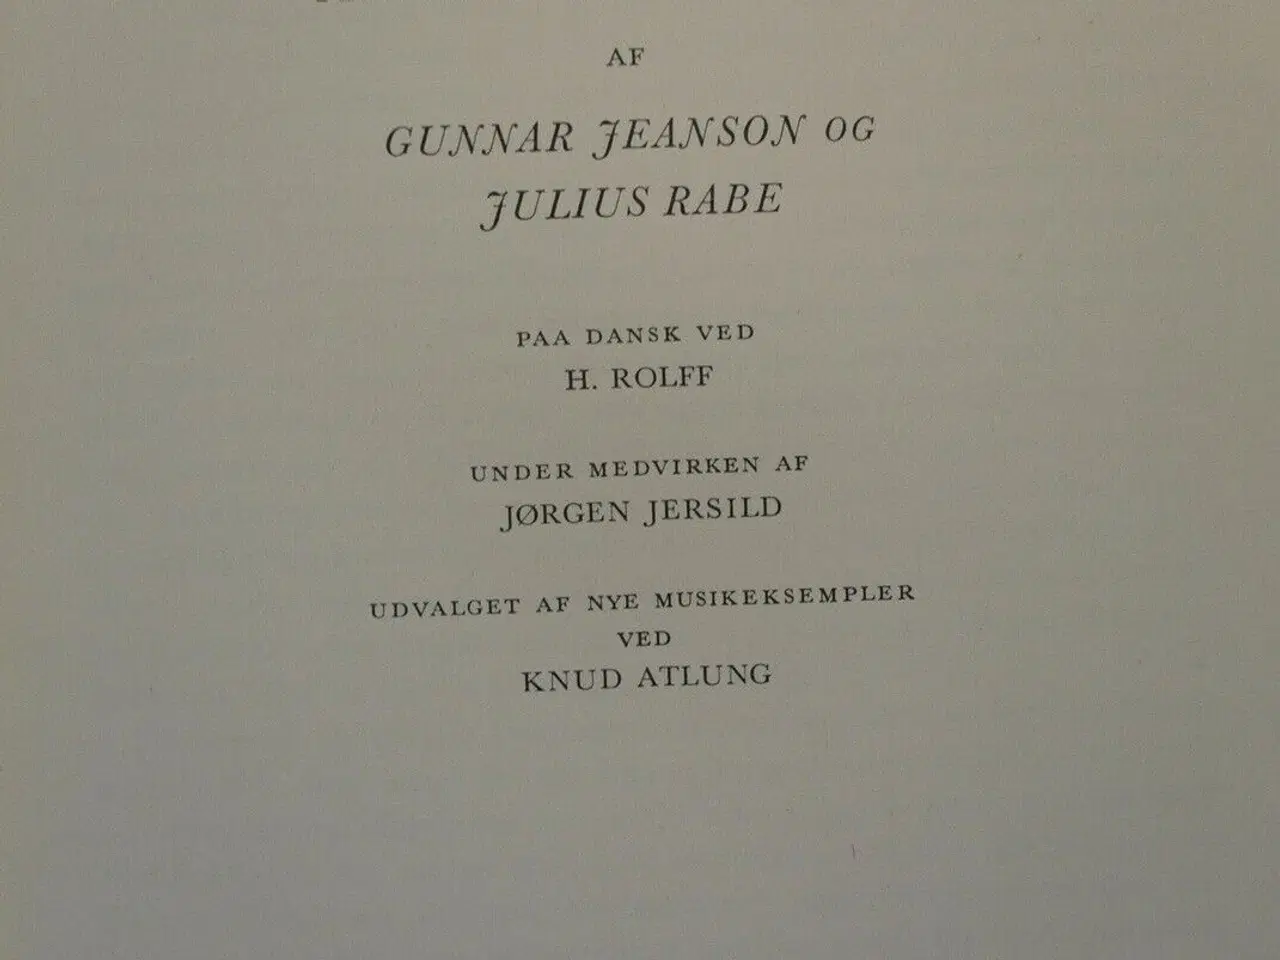 AF
GUNNAR JEANSON OG
JULIUS RABE
PAA DANSK VED
H. ROLFF
UNDER MEDVIRKEN AF
JØRGEN JERSILD
UDVALGET AF NYE MUSIKEKSEMPLER
VED
KNUD ATLUNG